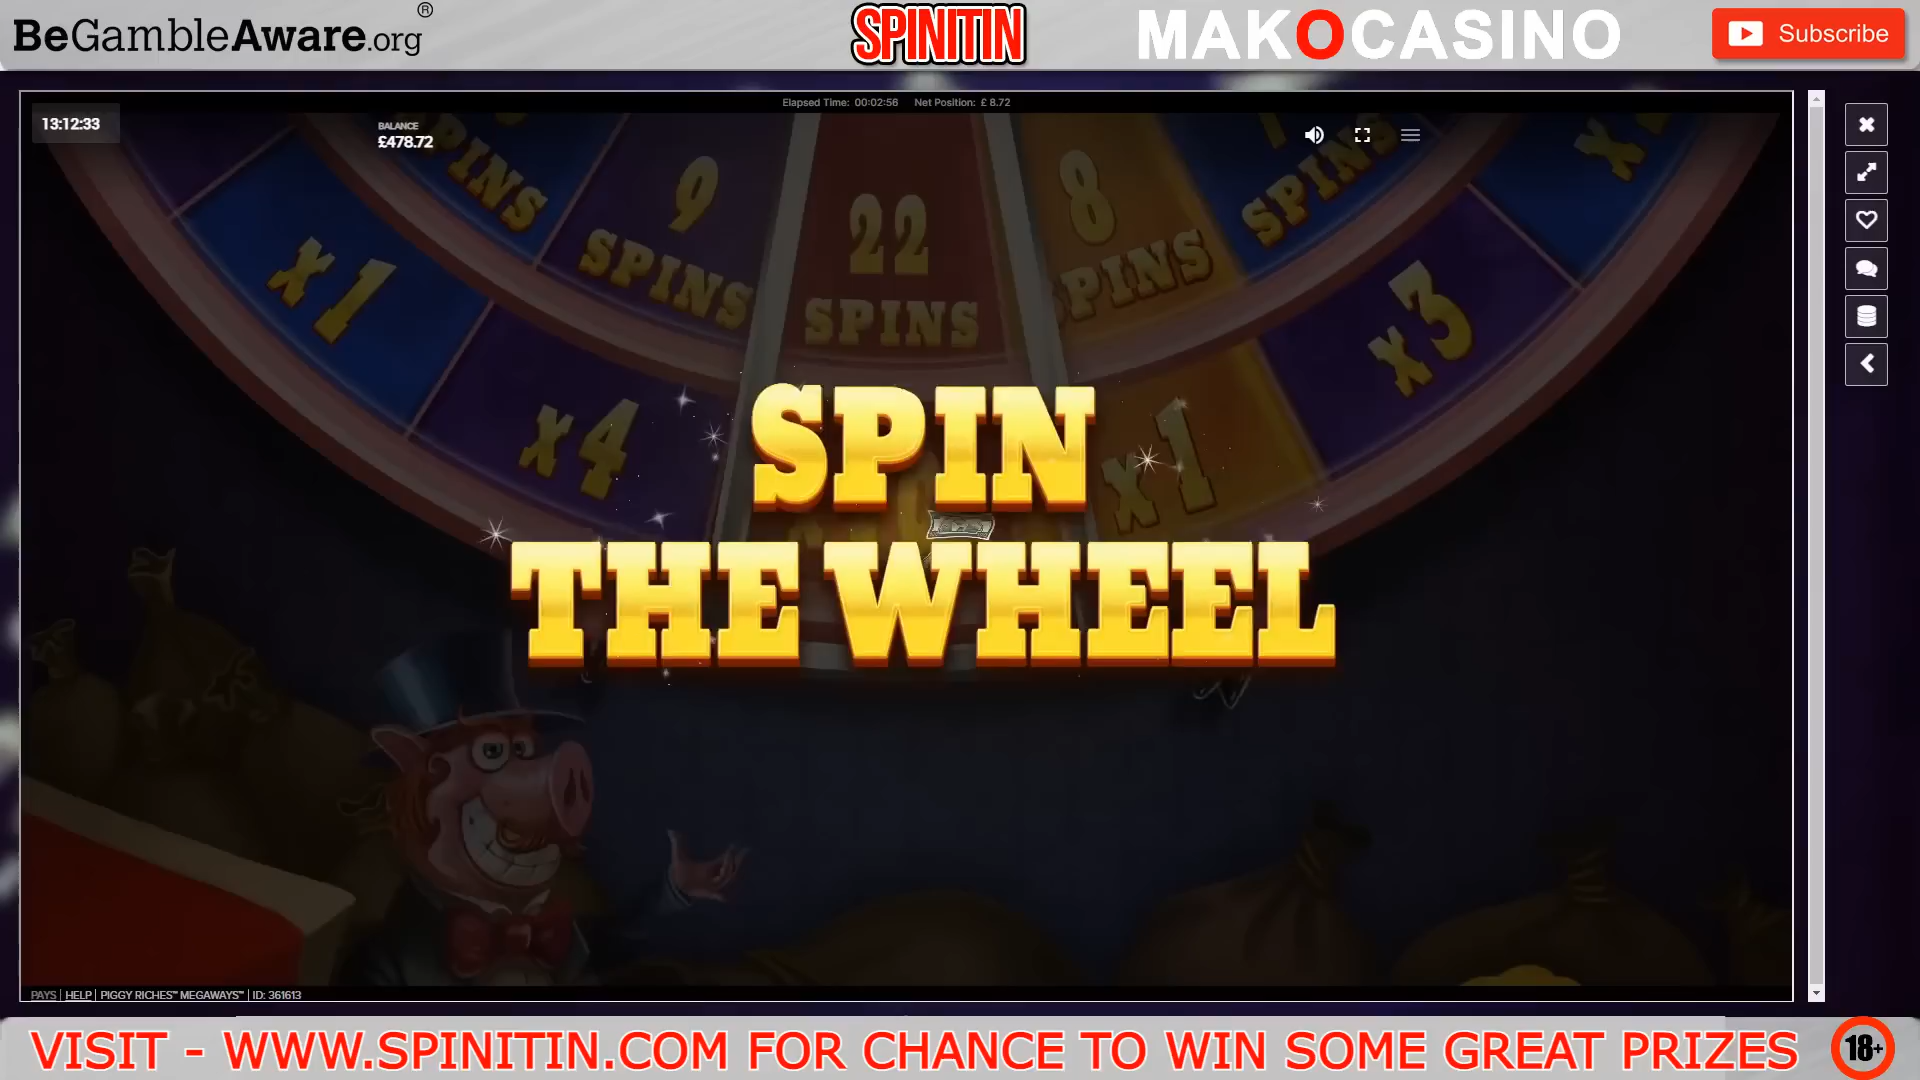 BeGambleAware.org®
SPINITIN
MAKOCASINO
Subscribe
Elapsed Time: 00:02:56 Net Position: £ 8.72
13:12:33
BALANCE
£478.72
SPINS
9 SPINS
22 SPINS
8 SPINS
SPINS
x1
x4
x1
x3
SPIN
THE WHEEL
PAYS | HELP | PIGGY RICHES™ MEGAWAYS™ | ID: 361613
VISIT - WWW.SPINITIN.COM FOR CHANCE TO WIN SOME GREAT PRIZES
18+